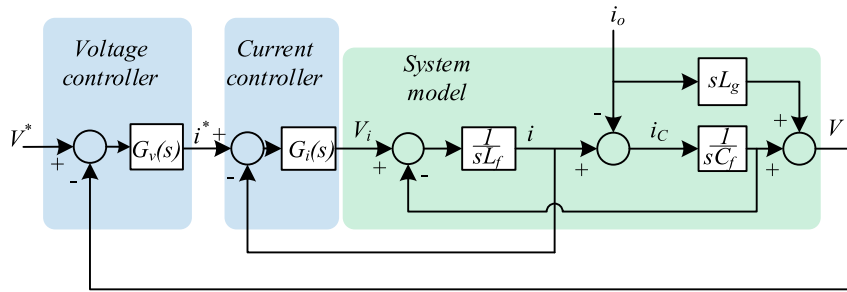 Voltage
controller
Current
controller
System
model
i_o
sL_g
V^*
+
-
G_v(s)
i^*
+
-
G_i(s)
V_i
+
-
1
sL_f
i
+
-
i_C
1
sC_f
+
+
V